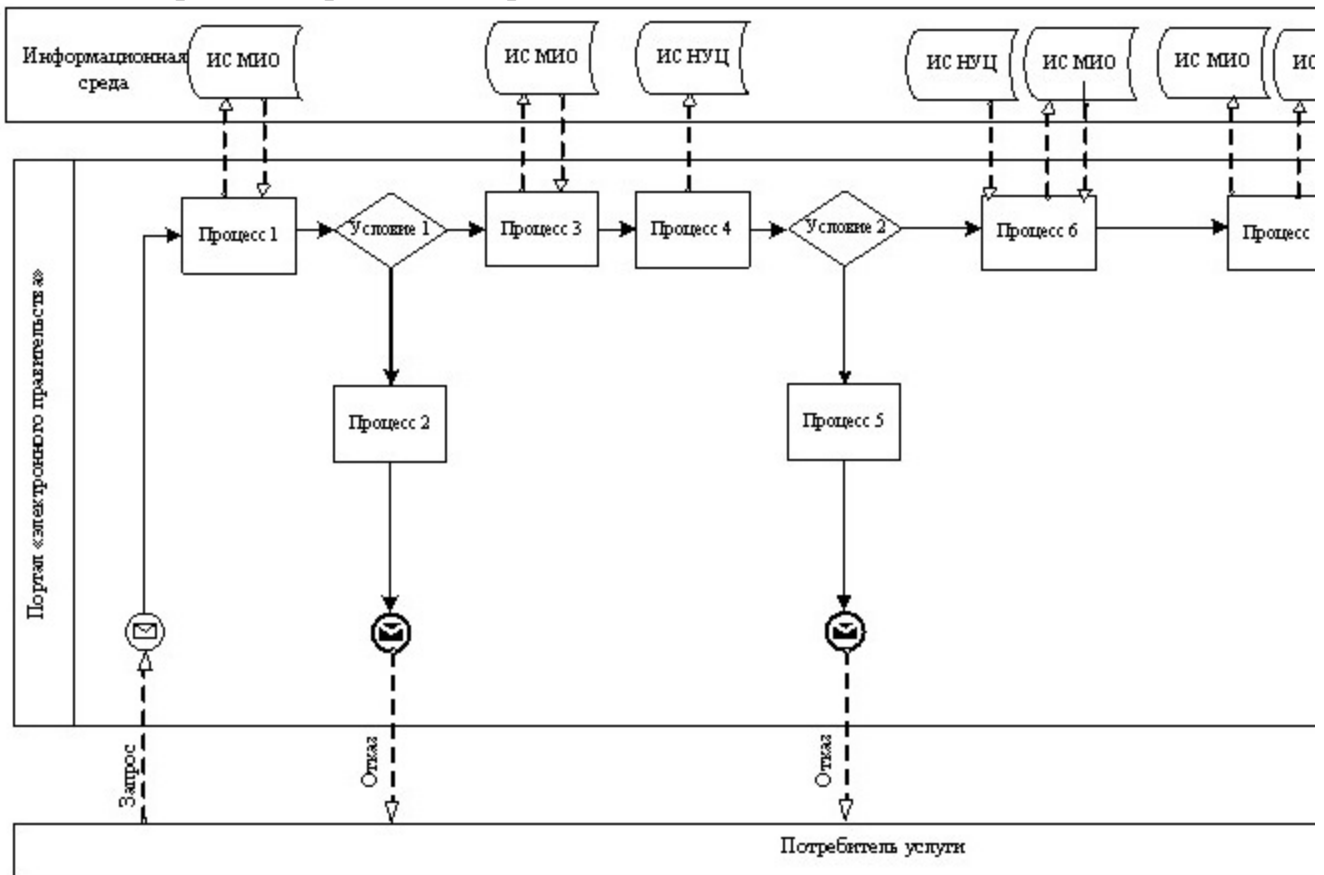 Информационная
среда
ИС МИО
ИС МИО
ИС НУЦ
ИС НУЦ
ИС МИО
ИС МИО
ИС
Портал «электронного правительства»
Процесс 1
Условие 1
Процесс 3
Процесс 4
Условие 2
Процесс 6
Процесс
Процесс 2
Процесс 5
Запрос
Отказ
Отказ
Потребитель услуги